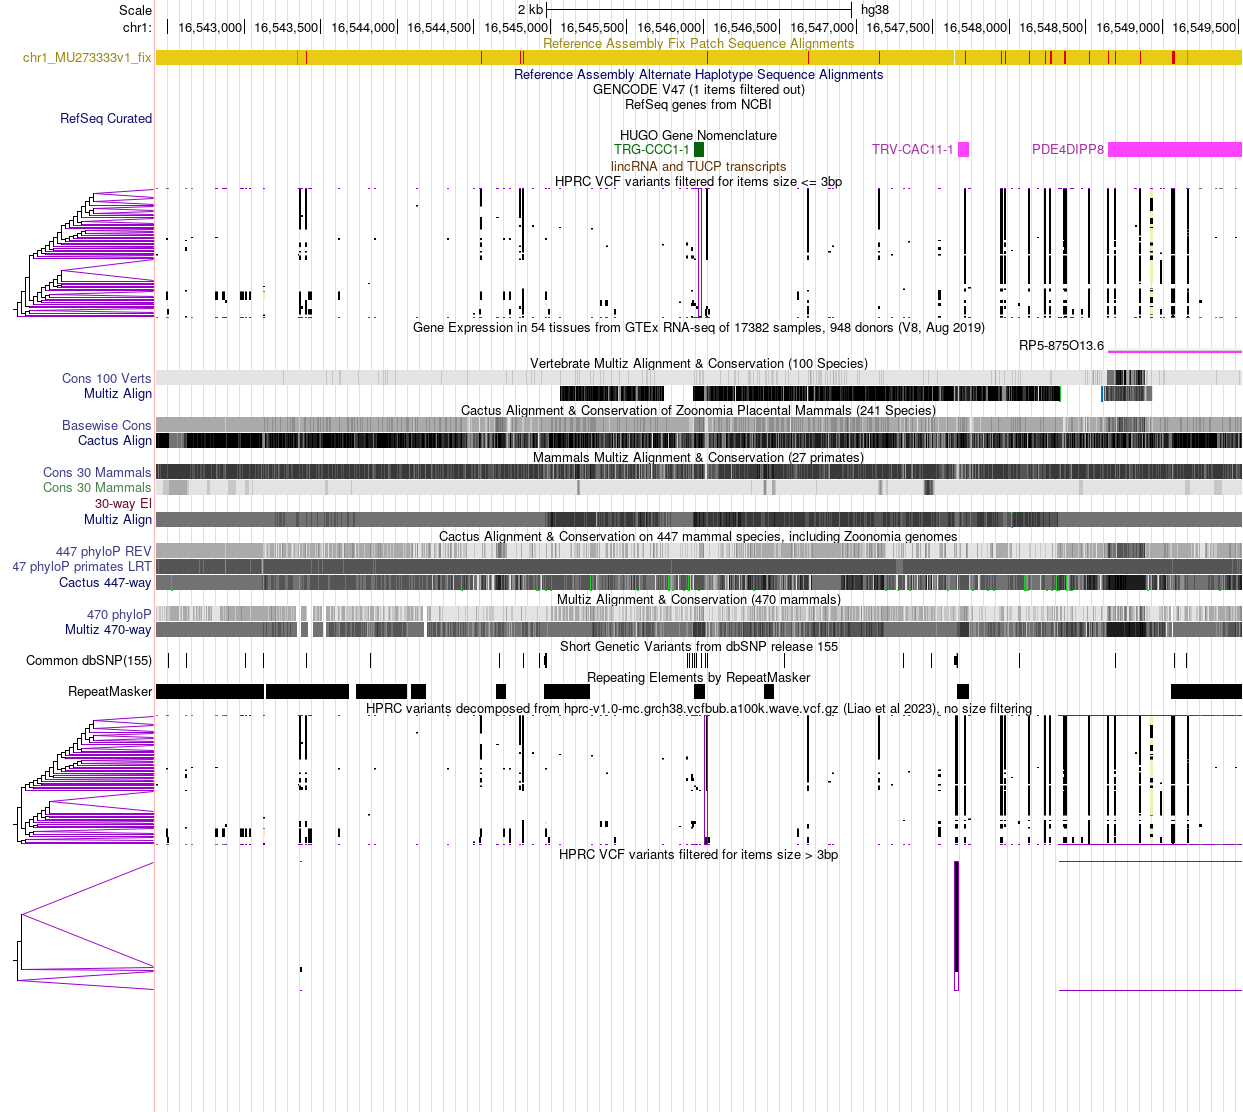 Scale 2 kb hg38
chr1: 16,543,000 16,543,500 16,544,000 16,544,500 16,545,000 16,545,500 16,546,000 16,546,500 16,547,000 16,547,500 16,548,000 16,548,500 16,549,000 16,549,500
Reference Assembly Fix Patch Sequence Alignments
chr1_MU273333v1_fix
Reference Assembly Alternate Haplotype Sequence Alignments
GENCODE V47 (1 items filtered out)
RefSeq genes from NCBI
RefSeq Curated
HUGO Gene Nomenclature
TRG-CCC1-1 TRV-CAC11-1 PDE4DIPP8
lincRNA and TUCP transcripts
HPRC VCF variants filtered for items size <= 3bp
Gene Expression in 54 tissues from GTEx RNA-seq of 17382 samples, 948 donors (V8, Aug 2019)
RP5-875O13.6
Vertebrate Multiz Alignment & Conservation (100 Species)
Cons 100 Verts
Multiz Align
Cactus Alignment & Conservation of Zoonomia Placental Mammals (241 Species)
Basewise Cons
Cactus Align
Mammals Multiz Alignment & Conservation (27 primates)
Cons 30 Mammals
Cons 30 Mammals
30-way El
Multiz Align
Cactus Alignment & Conservation on 447 mammal species, including Zoonomia genomes
447 phyloP REV
47 phyloP primates LRT
Cactus 447-way
Multiz Alignment & Conservation (470 mammals)
470 phyloP
Multiz 470-way
Short Genetic Variants from dbSNP release 155
Common dbSNP(155)
Repeating Elements by RepeatMasker
RepeatMasker
HPRC variants decomposed from hprc-v1.0-mc.grch38.vcfbub.a100k.wave.vcf.gz (Liao et al 2023), no size filtering
HPRC VCF variants filtered for items size > 3bp